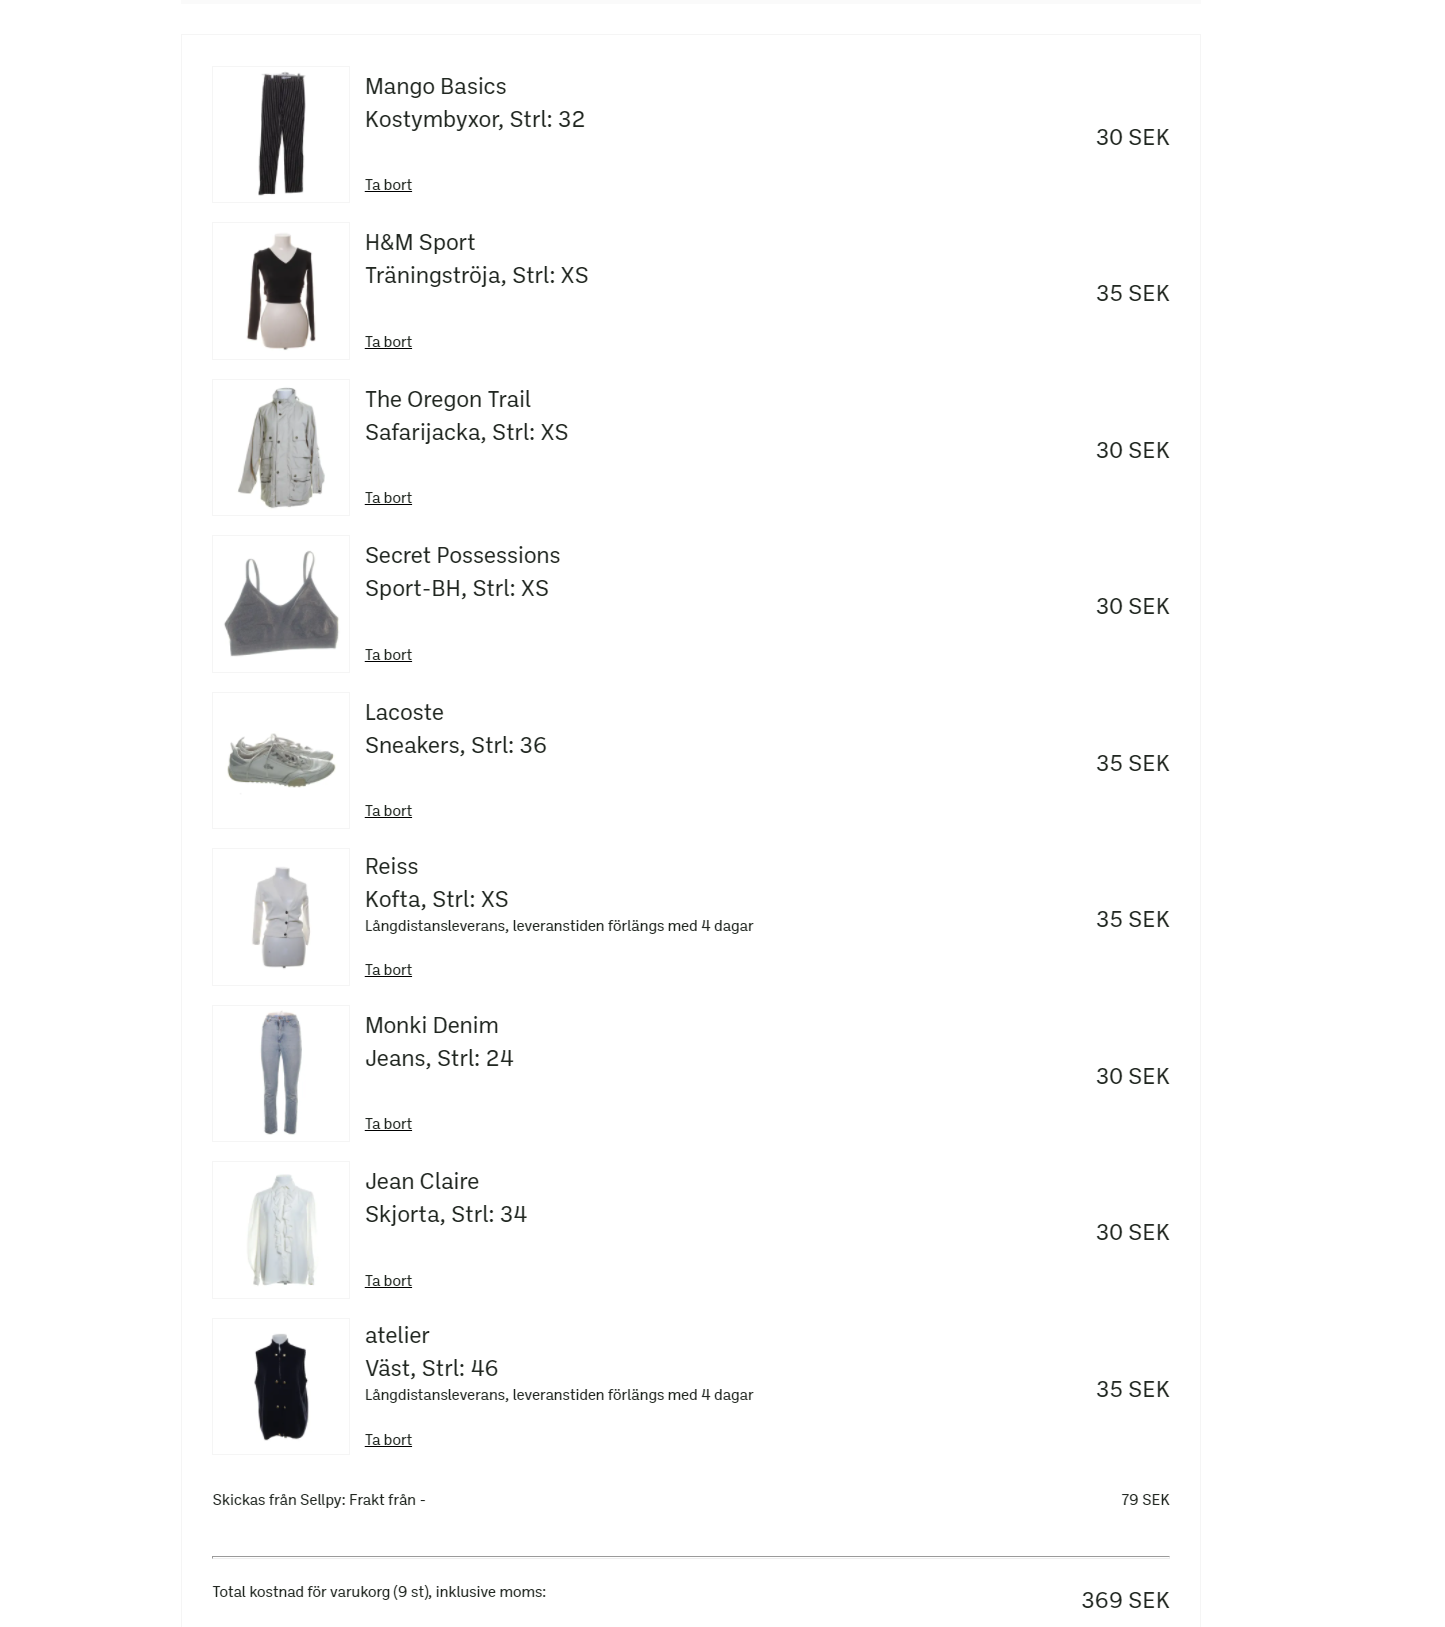 Mango Basics
Kostymbyxor, Strl: 32
30 SEK
Ta bort
H&M Sport
Träningströja, Strl: XS
35 SEK
Ta bort
The Oregon Trail
Safarijacka, Strl: XS
30 SEK
Ta bort
Secret Possessions
Sport-BH, Strl: XS
30 SEK
Ta bort
Lacoste
Sneakers, Strl: 36
35 SEK
Ta bort
Reiss
Kofta, Strl: XS
Långdistansleverans, leveranstiden förlängs med 4 dagar
35 SEK
Ta bort
Monki Denim
Jeans, Strl: 24
30 SEK
Ta bort
Jean Claire
Skjorta, Strl: 34
30 SEK
Ta bort
atelier
Väst, Strl: 46
Långdistansleverans, leveranstiden förlängs med 4 dagar
35 SEK
Ta bort
Skickas från Sellpy: Frakt från - 79 SEK
Total kostnad för varukorg (9 st), inklusive moms: 369 SEK